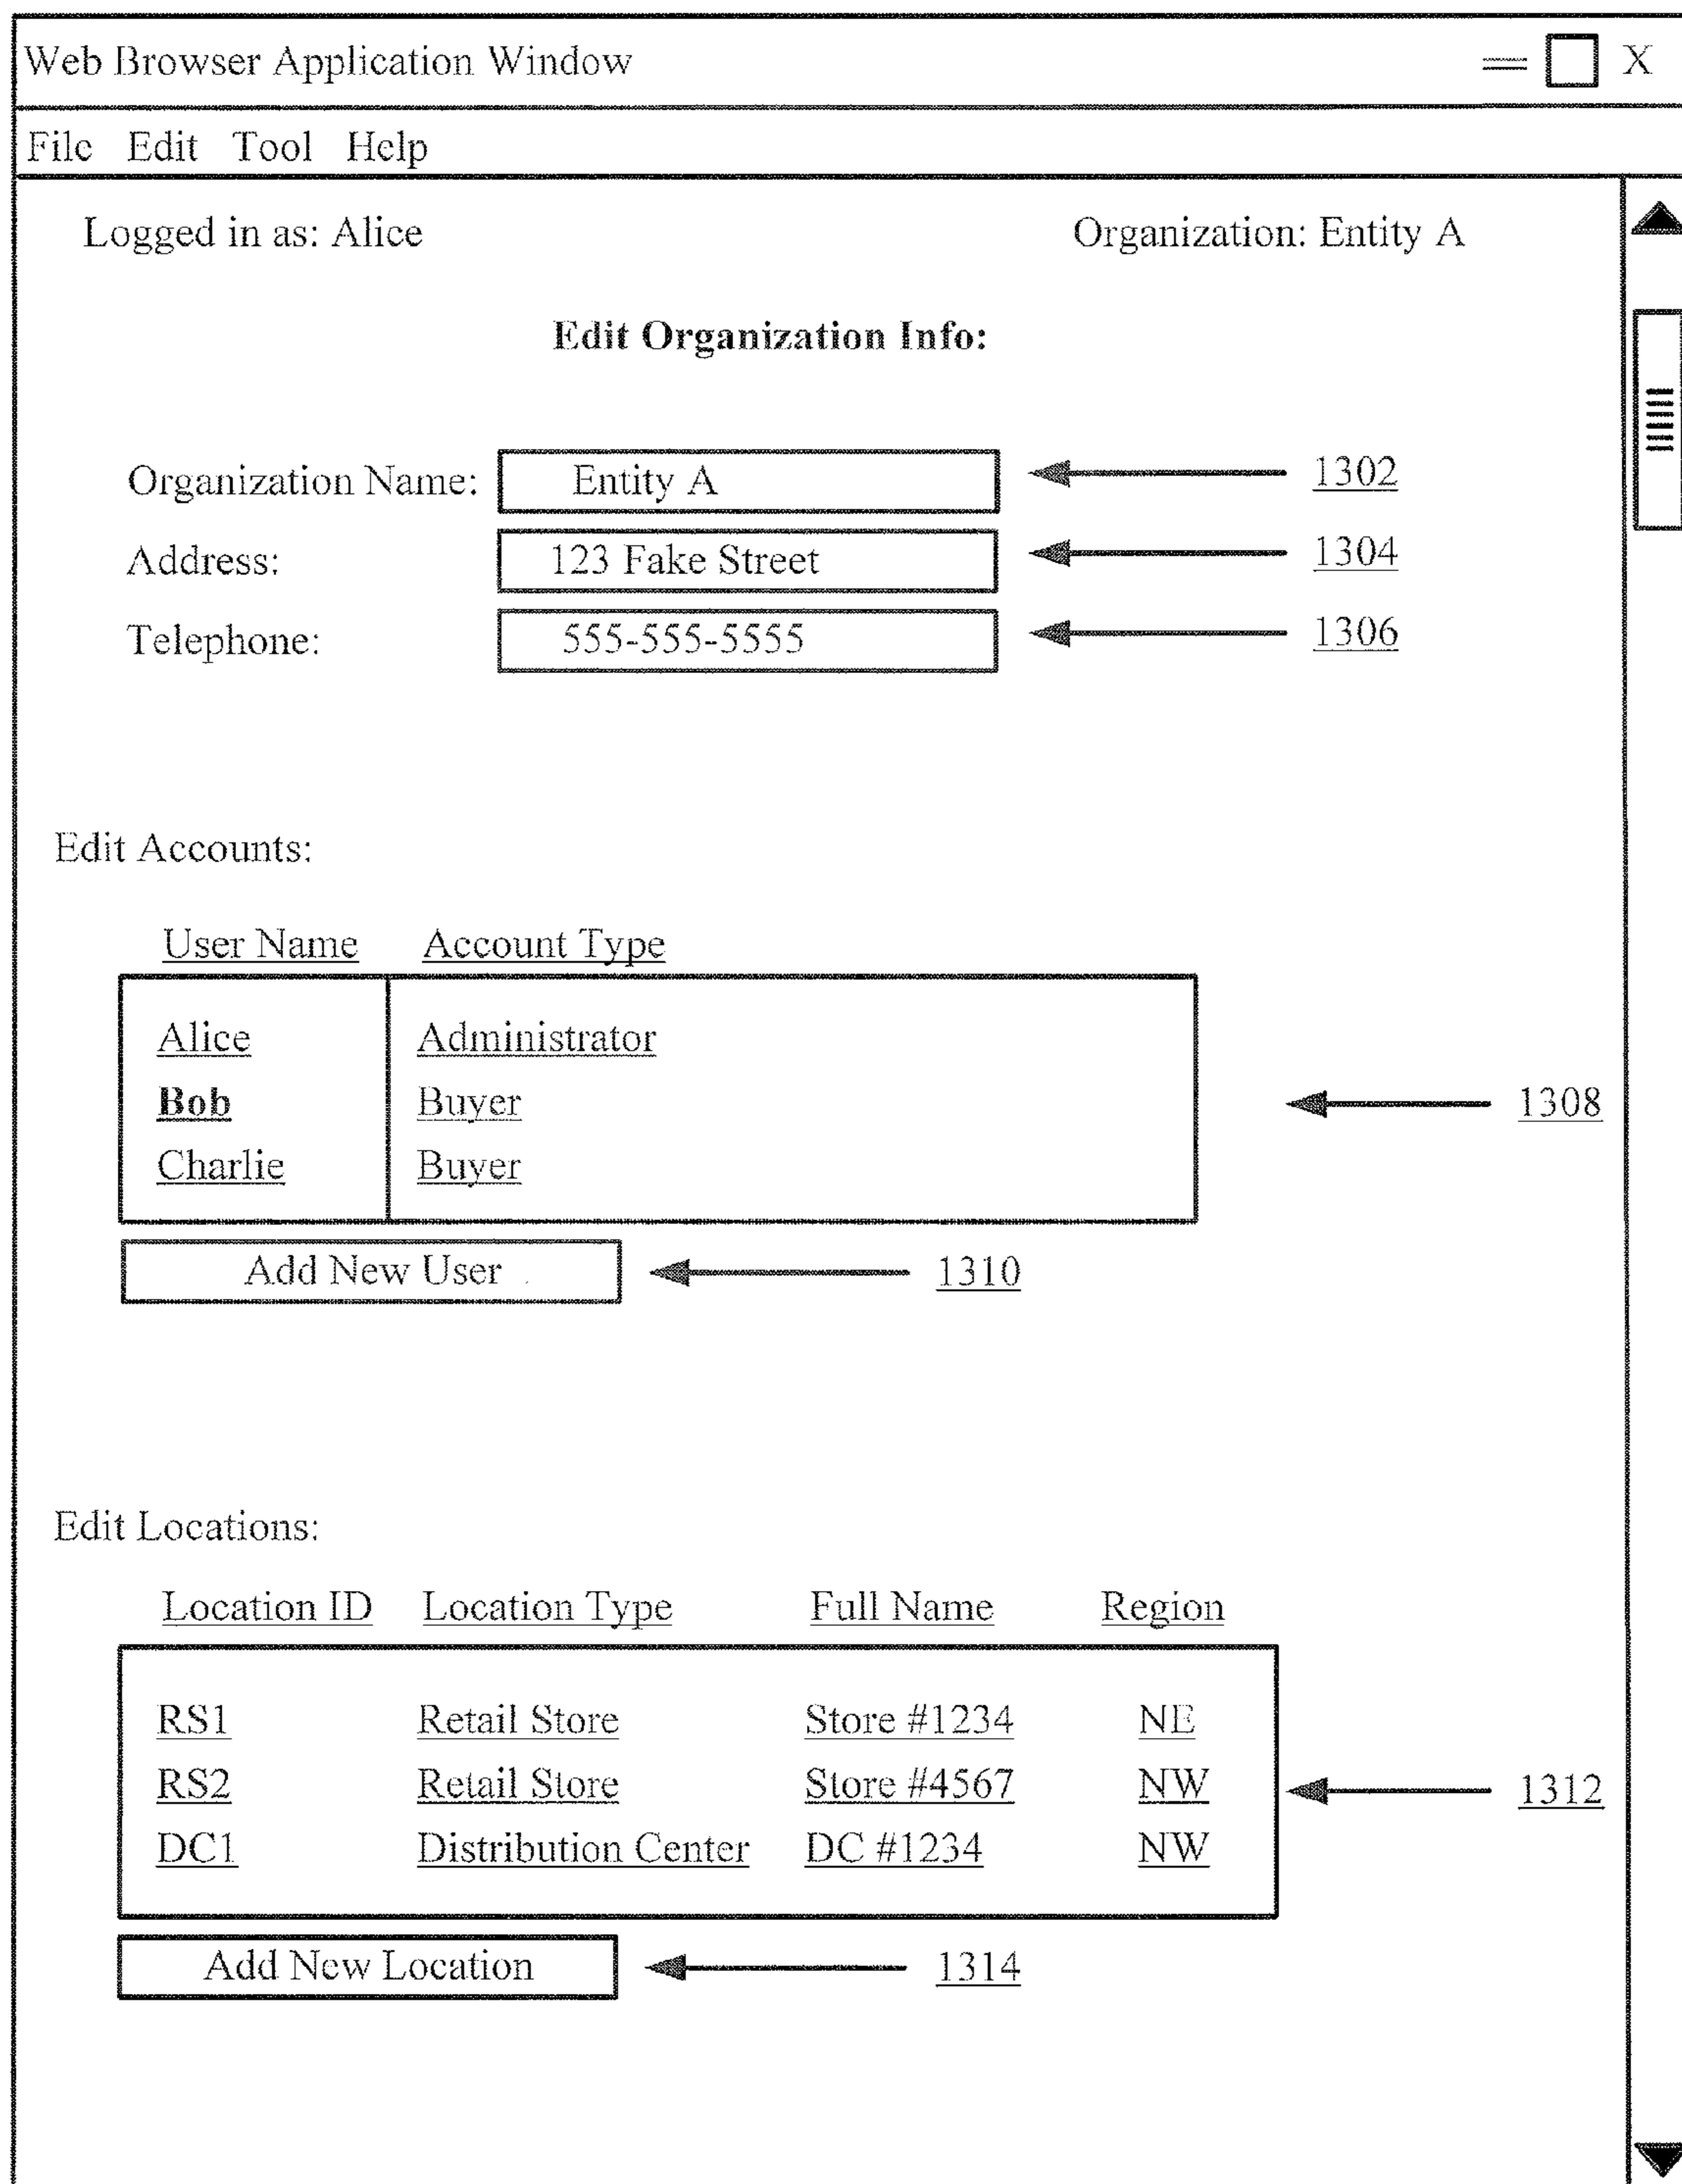 Web Browser Application Window X
File Edit Tool Help
Logged in as: Alice Organization: Entity A
Edit Organization Info:
Organization Name: Entity A 1302
Address: 123 Fake Street 1304
Telephone: 555-555-5555 1306
Edit Accounts:
User Name Account Type
Alice Administrator
Bob Buyer 1308
Charlie Buyer
Add New User 1310
Edit Locations:
Location ID Location Type Full Name Region
RS1 Retail Store Store #1234 NE
RS2 Retail Store Store #4567 NW 1312
DC1 Distribution Center DC #1234 NW
Add New Location 1314